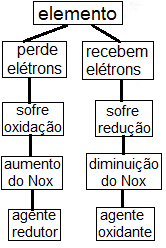 elemento
perde
elétrons
recebem
elétrons
sofre
oxidação
sofre
redução
aumento
do Nox
diminuição
do Nox
agente
redutor
agente
oxidante